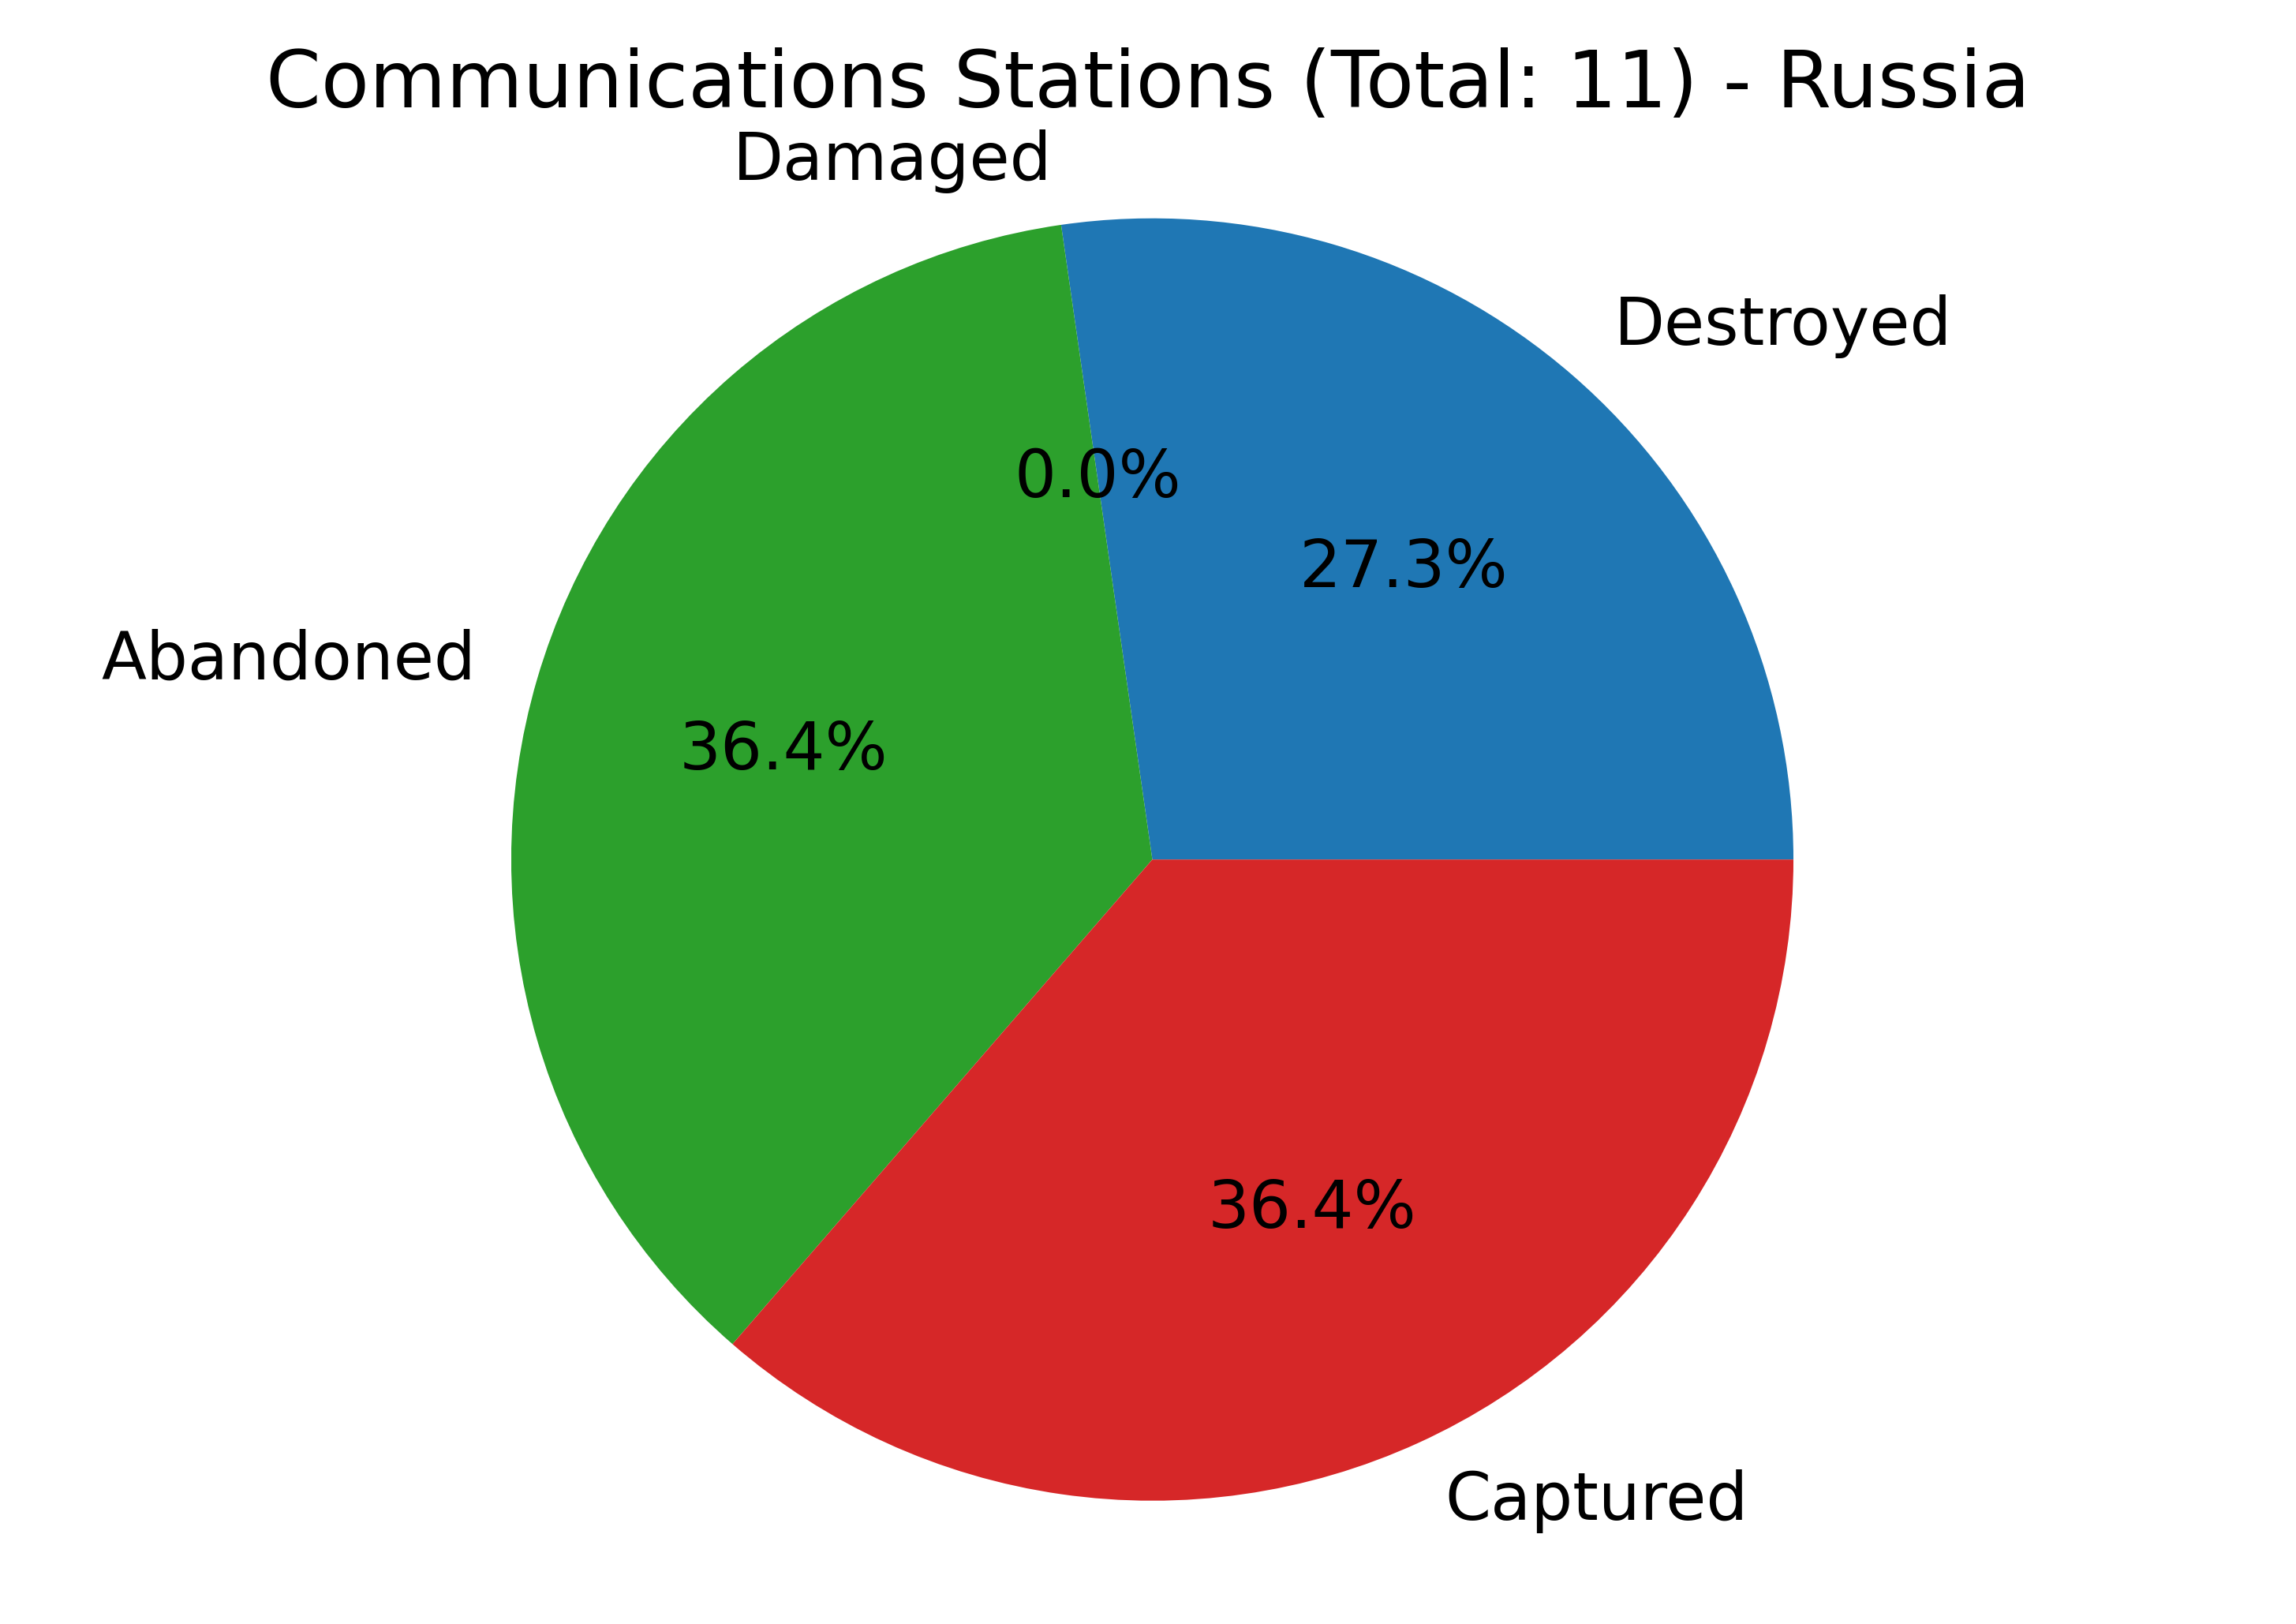 Communications Stations (Total: 11) - Russia
Damaged
Destroyed
0.0%
27.3%
Abandoned
36.4%
36.4%
Captured